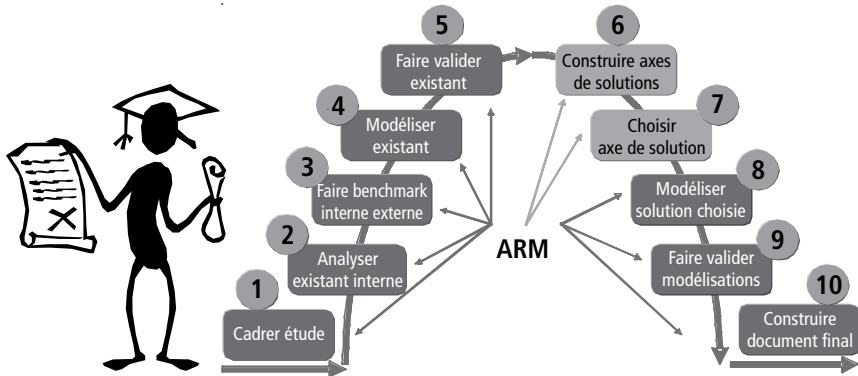 1
Cadrer étude
2
Analyser
existant interne
3
Faire benchmark
interne externe
4
Modéliser
existant
5
Faire valider
existant
6
Construire axes
de solutions
7
Choisir
axe de solution
8
Modéliser
solution choisie
9
Faire valider
modélisations
10
Construire
document final
ARM